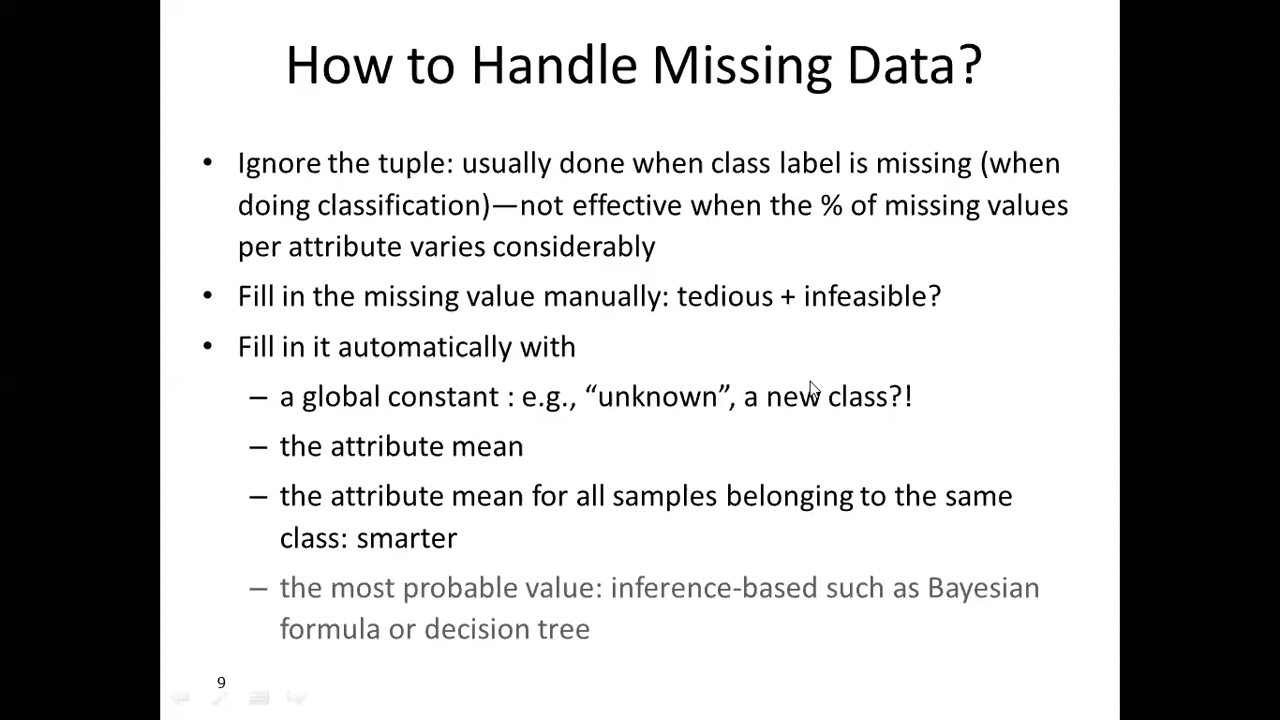 How to Handle Missing Data?
• Ignore the tuple: usually done when class label is missing (when
doing classification)—not effective when the % of missing values
per attribute varies considerably
• Fill in the missing value manually: tedious + infeasible?
• Fill in it automatically with
– a global constant : e.g., “unknown”, a new class?!
– the attribute mean
– the attribute mean for all samples belonging to the same
class: smarter
– the most probable value: inference-based such as Bayesian
formula or decision tree
9